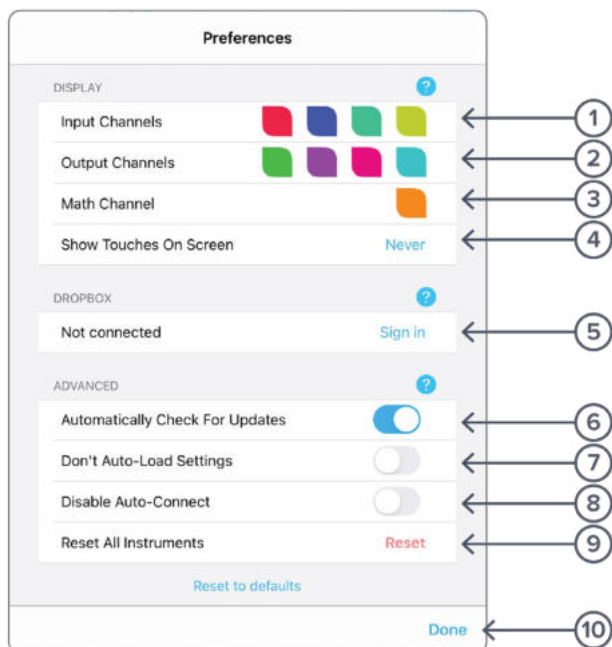 Preferences
DISPLAY ?
Input Channels 1
Output Channels 2
Math Channel 3
Show Touches On Screen Never 4
DROPBOX ?
Not connected Sign in 5
ADVANCED ?
Automatically Check For Updates 6
Don't Auto-Load Settings 7
Disable Auto-Connect 8
Reset All Instruments Reset 9
Reset to defaults
Done 10